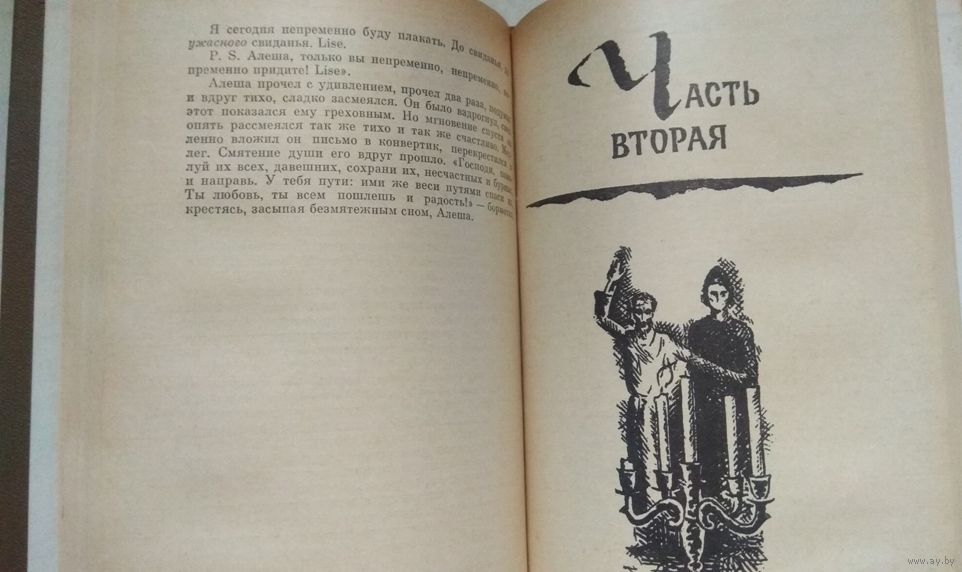 Я сегодня непременно буду плакать. До свиданья, до
ужасного свиданья. Lise.
P. S. Алеша, только вы непременно, непременно,
пременно придите! Lise».
Алеша прочел с удивлением, прочел два раза, подумал
и вдруг тихо, сладко засмеялся. Он было вздрогнул, смех
этот показался ему греховным. Но мгновение спустя он
опять рассмеялся так же тихо и так же счастливо.
ленно вложил он письмо в конвертик, перекрестился и
лег. Смятение души его вдруг прошло. «Господи,
луй их всех, давешних, сохрани их, несчастных и бурных,
и направь. У тебя пути: ими же веси путями спаси их.
Ты любовь, ты всем пошлешь и радость!» —
крестясь, засыпая безмятежным сном, Алеша.
Часть
вторая
www.ay.by